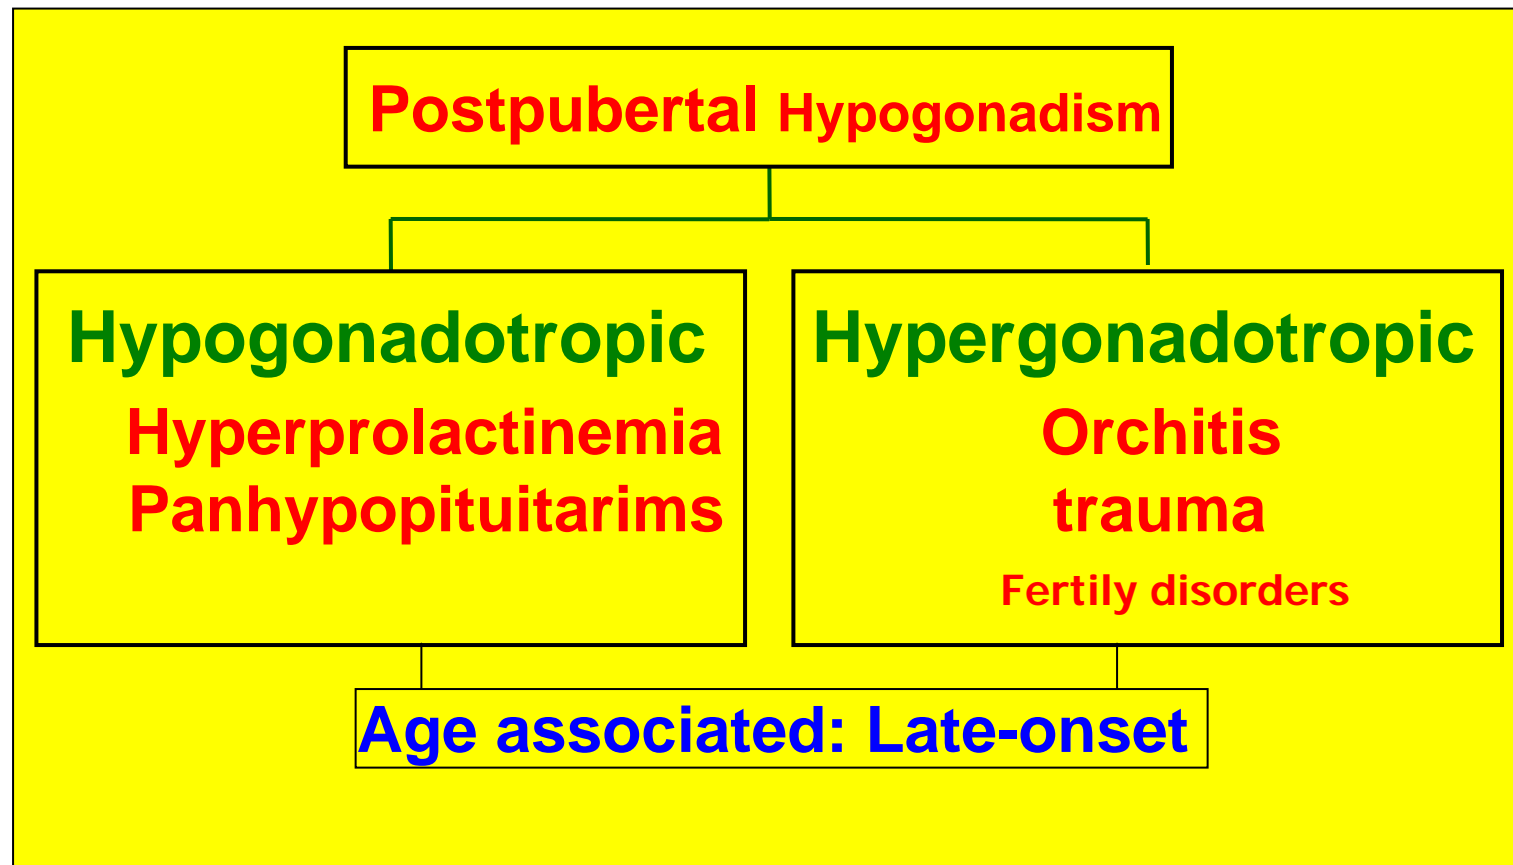 Postpubertal Hypogonadism
Hypogonadotropic
Hyperprolactinemia
Panhypopituitarims
Hypergonadotropic
Orchitis
trauma
Fertily disorders
Age associated: Late-onset